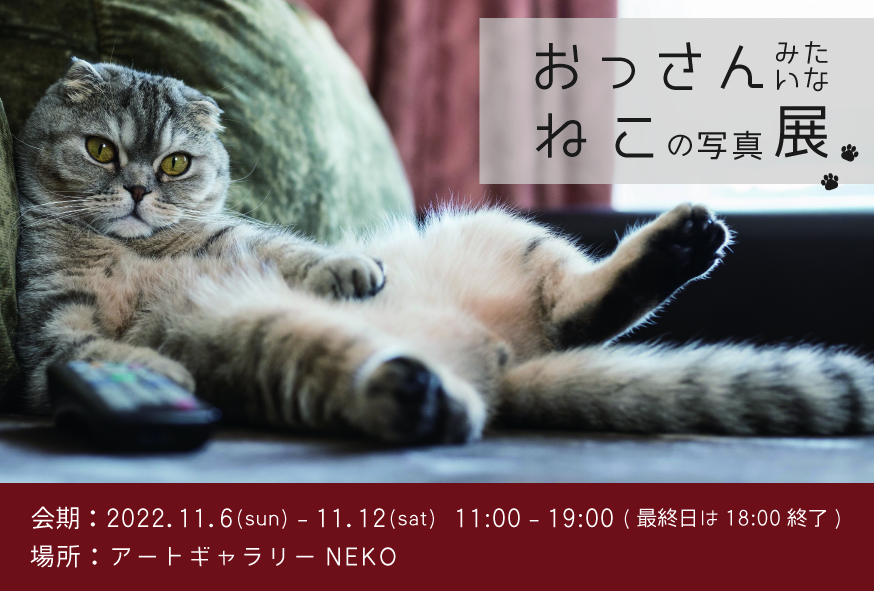 おっさんみたいな
ねこの写真展
会期：2022.11.6(sun) – 11.12(sat) 11:00 – 19:00 ( 最終日は 18:00 終了 )
場所：アートギャラリー NEKO